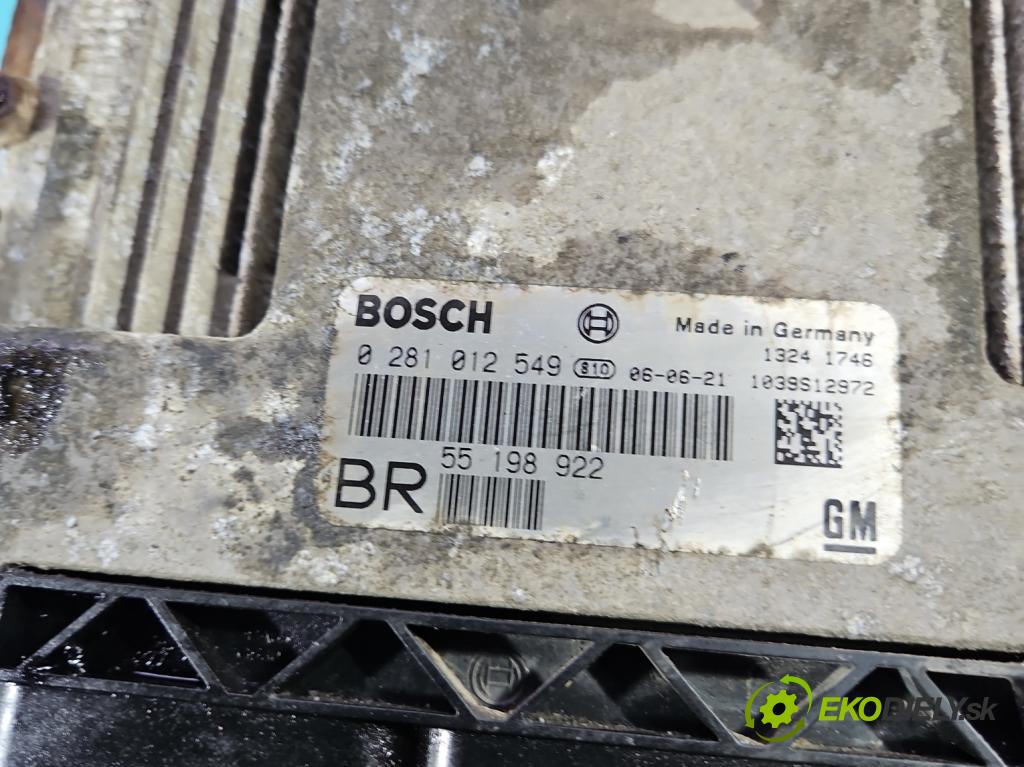 BOSCH Made in Germany
1324 1746
0 281 012 549 810 06-06-21 1039S12972
55 198 922
BR
GM
EKODIELY.sk